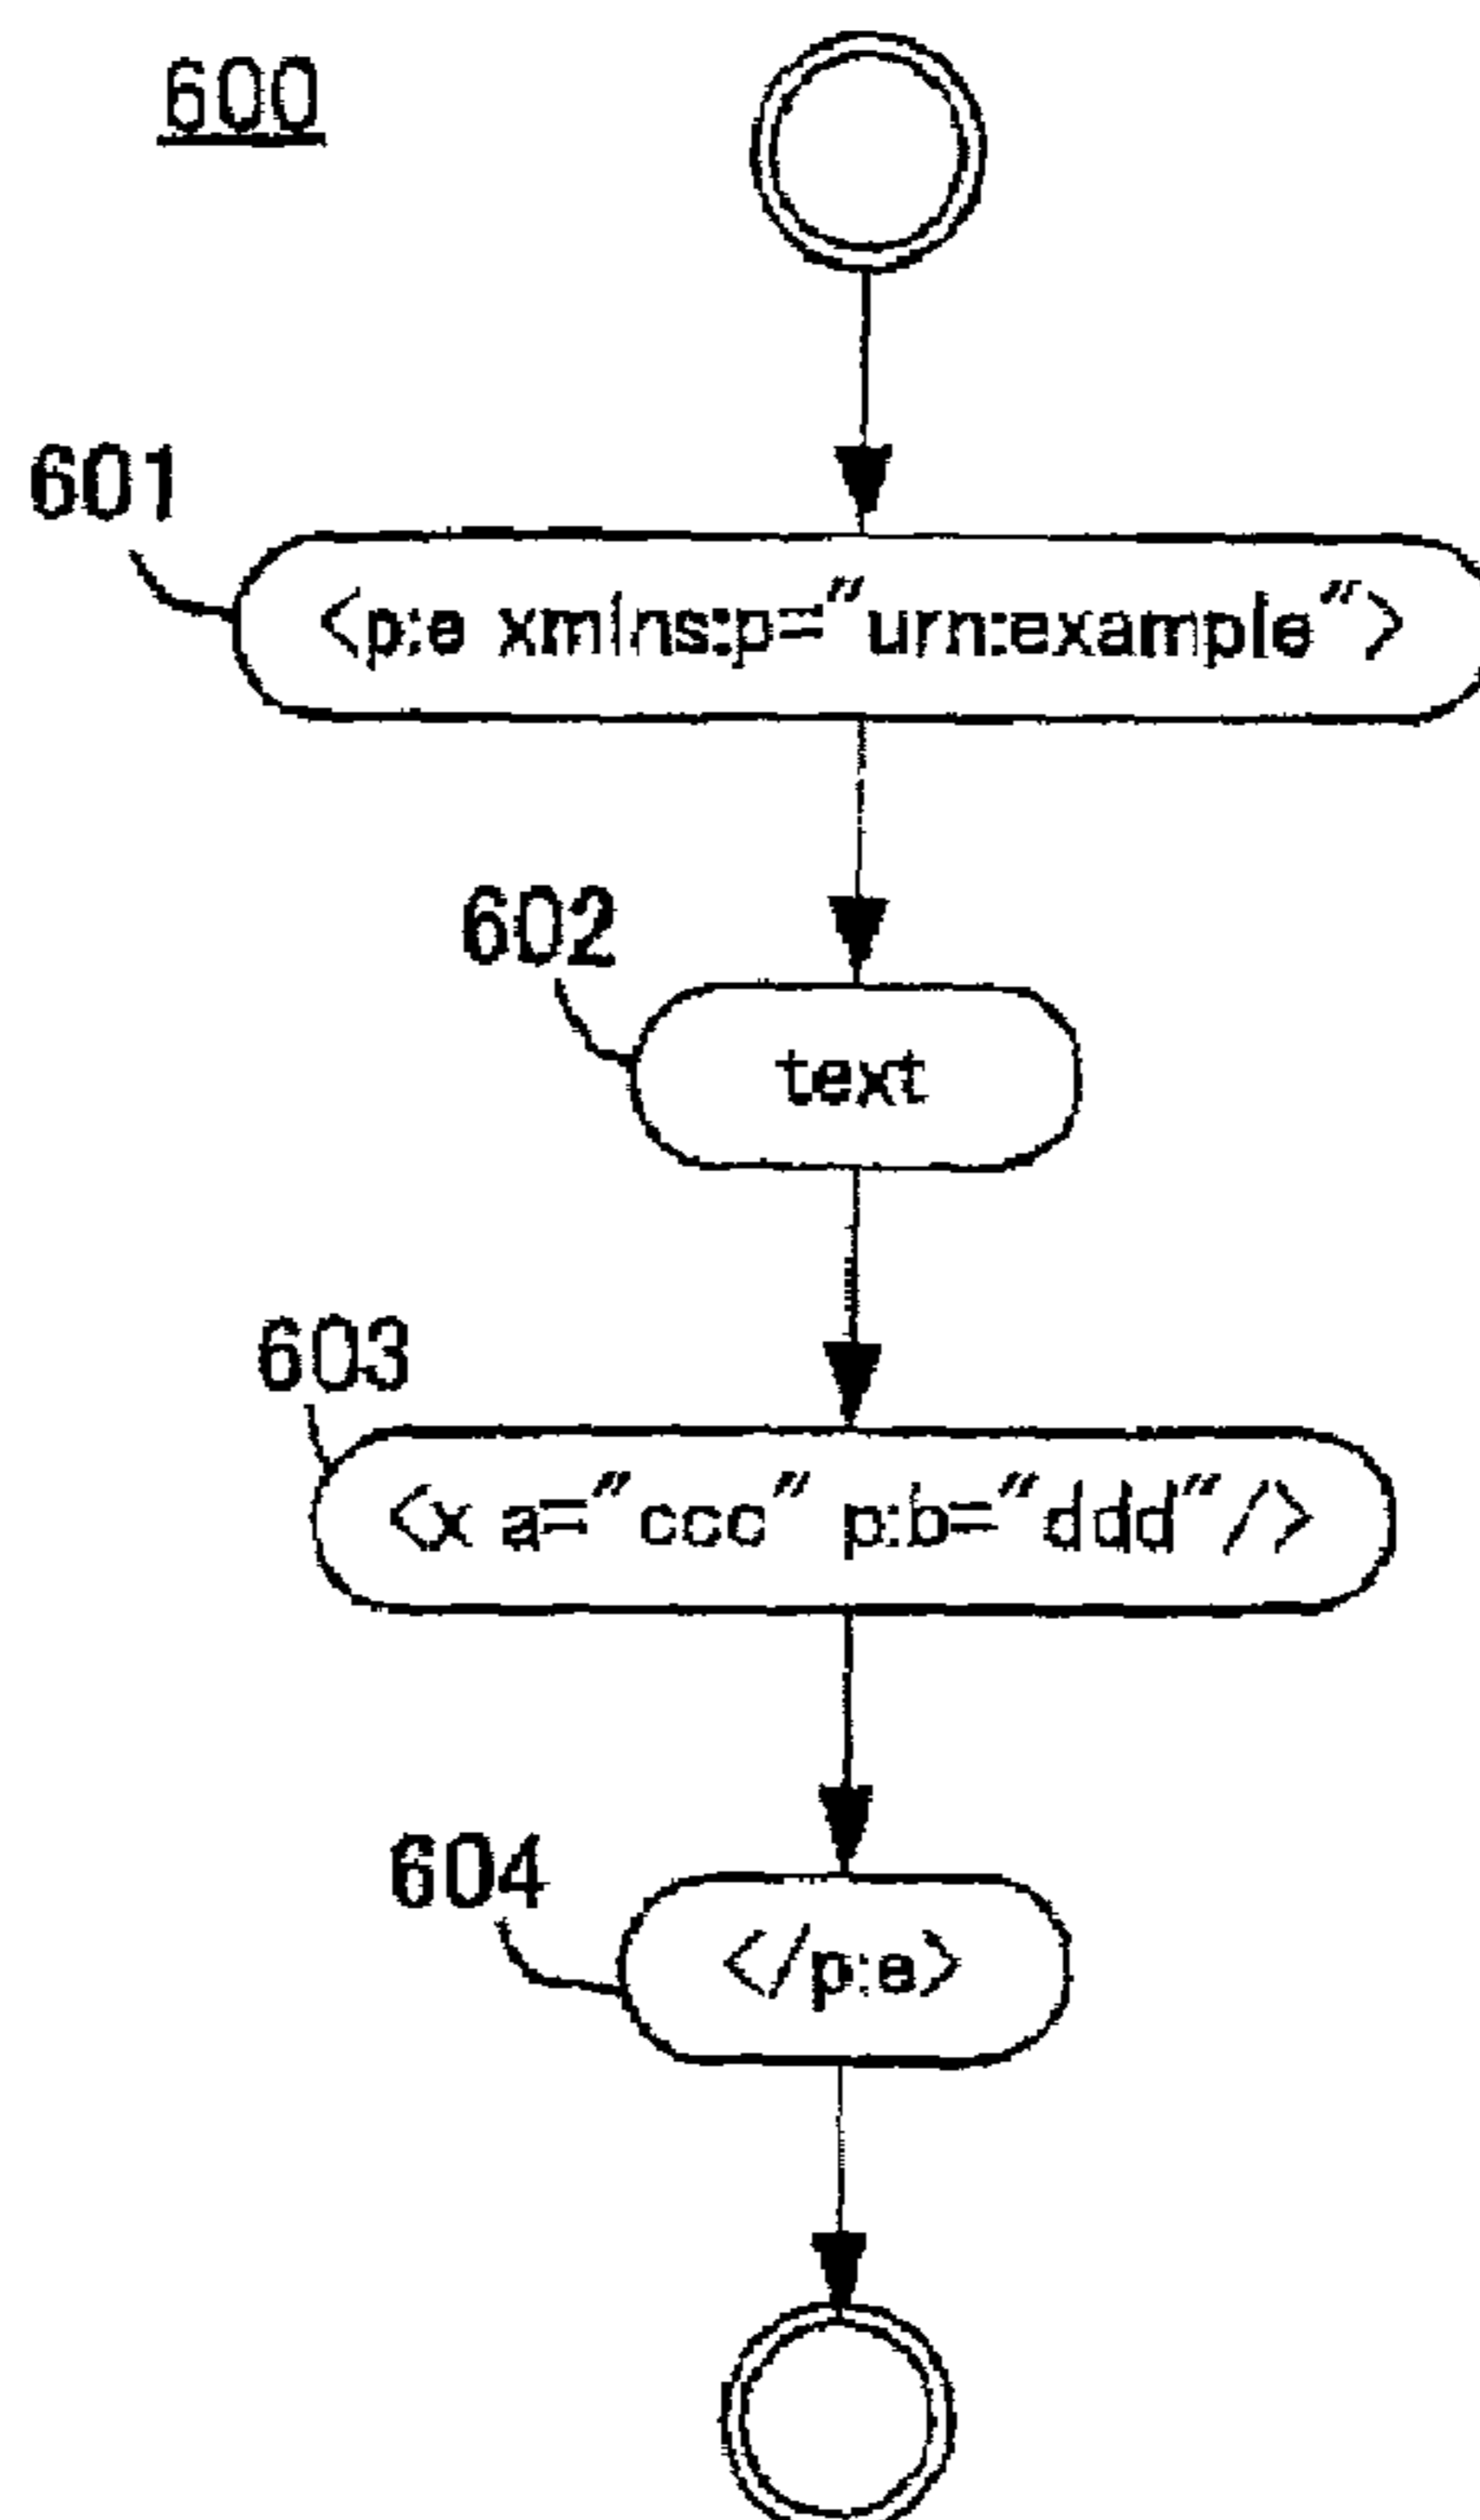 600
601
<p:e xmlns:p="urn:example">
602
text
603
<x a="ccc" p:b="ddd"/>
604
</p:e>